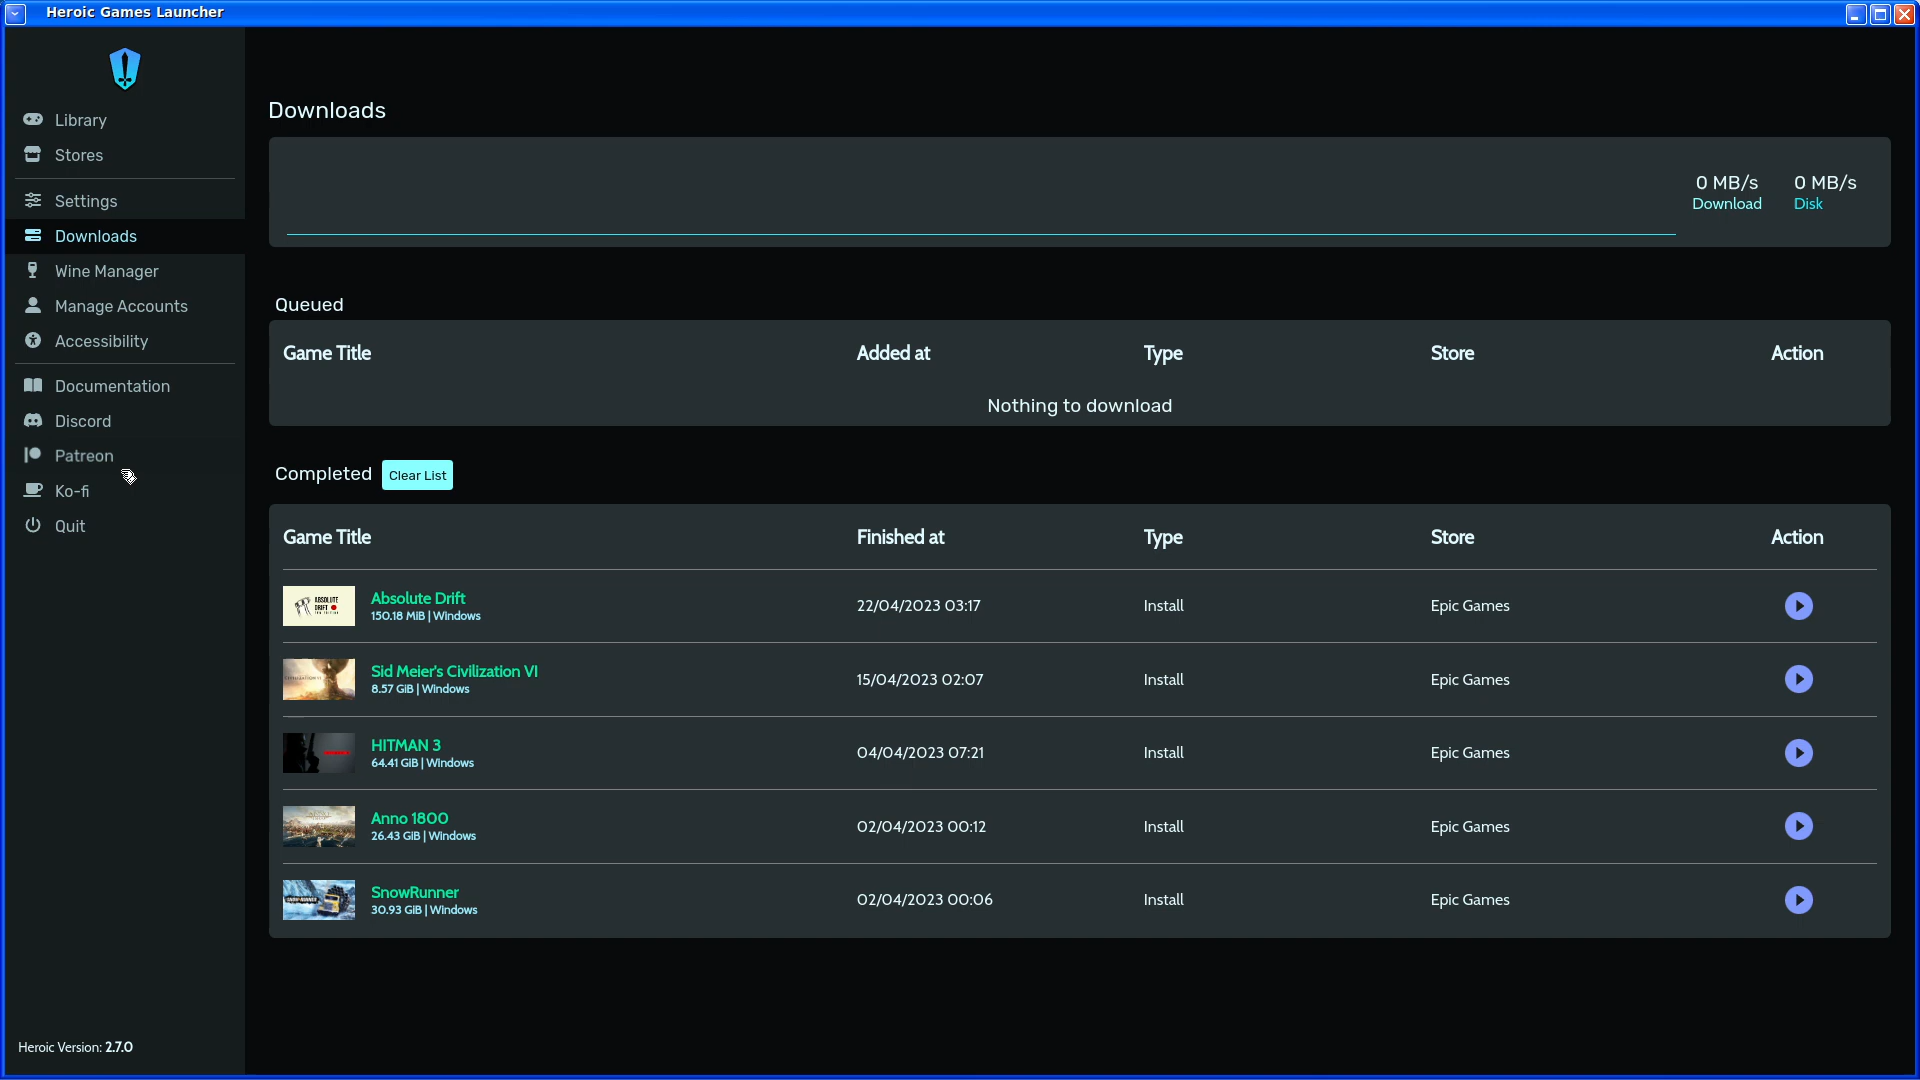 Heroic Games Launcher
Library
Stores
Settings
Downloads
Wine Manager
Manage Accounts
Accessibility
Documentation
Discord
Patreon
Ko-fi
Quit
Heroic Version: 2.7.0
Downloads
0 MB/s 0 MB/s
Download Disk
Queued
Game Title Added at Type Store Action
Nothing to download
Completed Clear List
Game Title Finished at Type Store Action
ABSOLUTE
DRIFT
Absolute Drift 22/04/2023 03:17 Install Epic Games
150.18 MiB | Windows
Sid Meier's Civilization VI 15/04/2023 02:07 Install Epic Games
8.57 GiB | Windows
HITMAN 3 04/04/2023 07:21 Install Epic Games
64.41 GiB | Windows
Anno 1800 02/04/2023 00:12 Install Epic Games
26.43 GiB | Windows
SnowRunner 02/04/2023 00:06 Install Epic Games
30.93 GiB | Windows